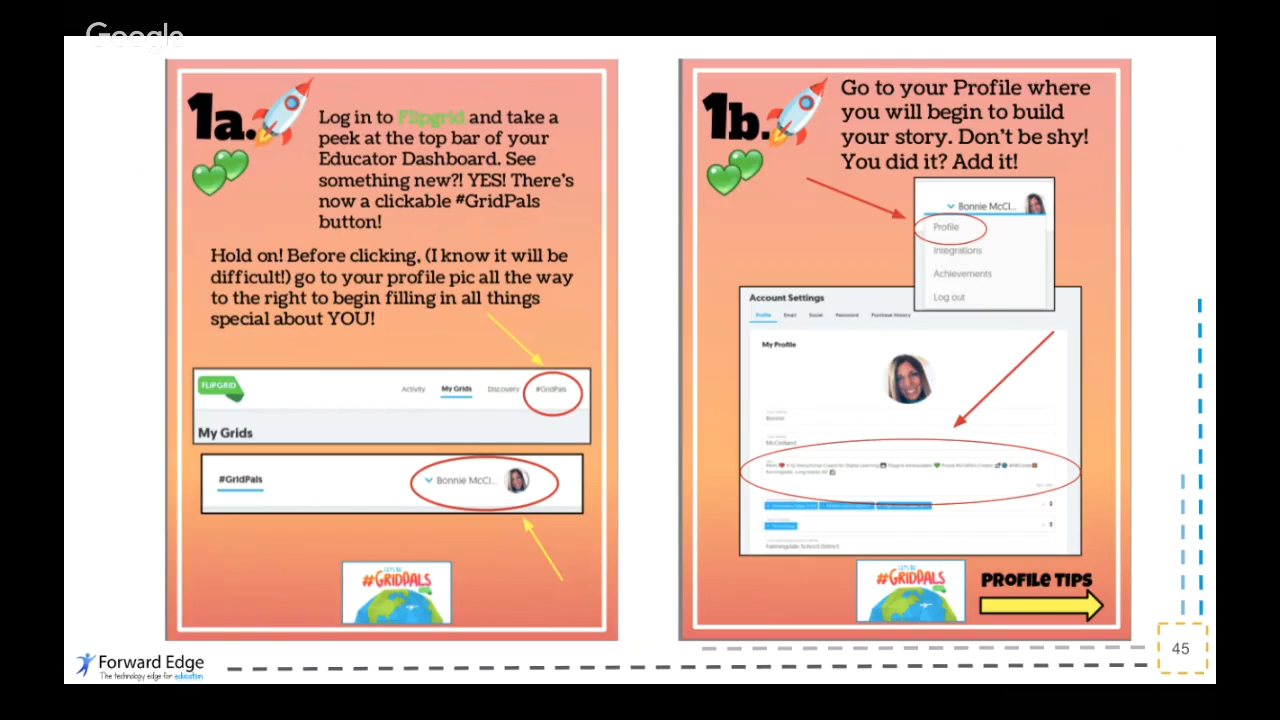 Google
1a.
Log in to Flipgrid and take a
peek at the top bar of your
Educator Dashboard. See
something new?! YES! There's
now a clickable #GridPals
button!
Hold on! Before clicking, (I know it will be
difficult!) go to your profile pic all the way
to the right to begin filling in all things
special about YOU!
FLIPGRID
Activity My Grids Discovery #GridPals
My Grids
#GridPals
Bonnie McCl...
LET'S BE
#GRIDPALS
1b.
Go to your Profile where
you will begin to build
your story. Don't be shy!
You did it? Add it!
Bonnie McCl...
Profile
Integrations
Achievements
Log out
Account Settings
Profile Email Social Password Purchase History
My Profile
Bonnie
McClelland
Farmingdale School District
LET'S BE
#GRIDPALS
PROFILE TIPS
Forward Edge
The technology edge for education
45